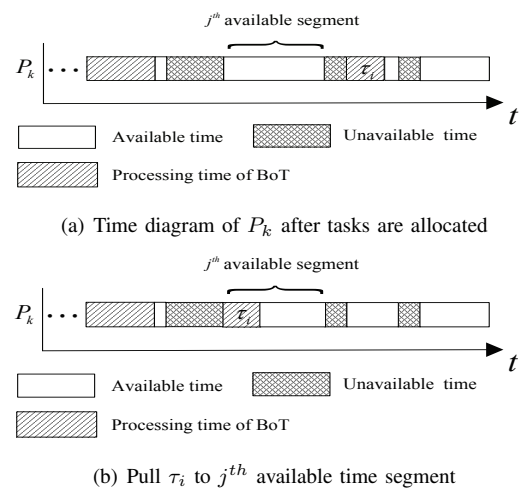 j^th available segment
P_k ··· τ_i
t
Available time Unavailable time
Processing time of BoT
(a) Time diagram of P_k after tasks are allocated
j^th available segment
P_k ··· τ_i
t
Available time Unavailable time
Processing time of BoT
(b) Pull τ_i to j^th available time segment